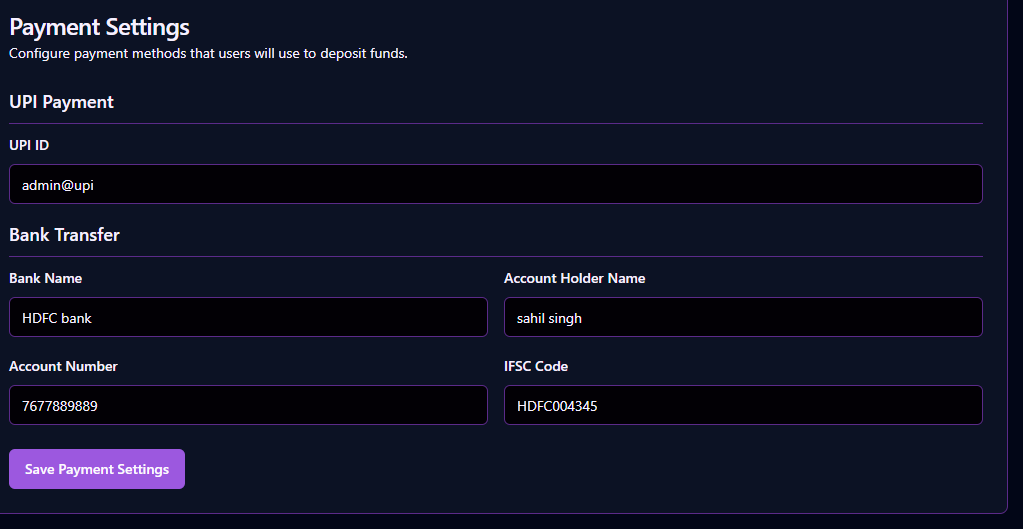 Payment Settings
Configure payment methods that users will use to deposit funds.
UPI Payment
UPI ID
admin@upi
Bank Transfer
Bank Name
Account Holder Name
HDFC bank
sahil singh
Account Number
IFSC Code
7677889889
HDFC004345
Save Payment Settings